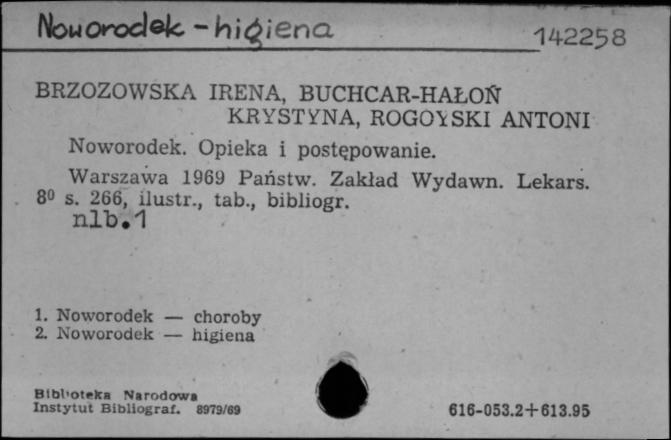 Noworodek - higiena
142258
BRZOZOWSKA IRENA, BUCHCAR-HAŁOŃ
KRYSTYNA, ROGOYSKI ANTONI
Noworodek. Opieka i postępowanie.
Warszawa 1969 Państw. Zakład Wydawn. Lekars.
8⁰ s. 266, ilustr., tab., bibliogr.
nlb.1
1. Noworodek — choroby
2. Noworodek — higiena
Biblioteka Narodowa
Instytut Bibliograf. 8979/69
616-053.2+613.95